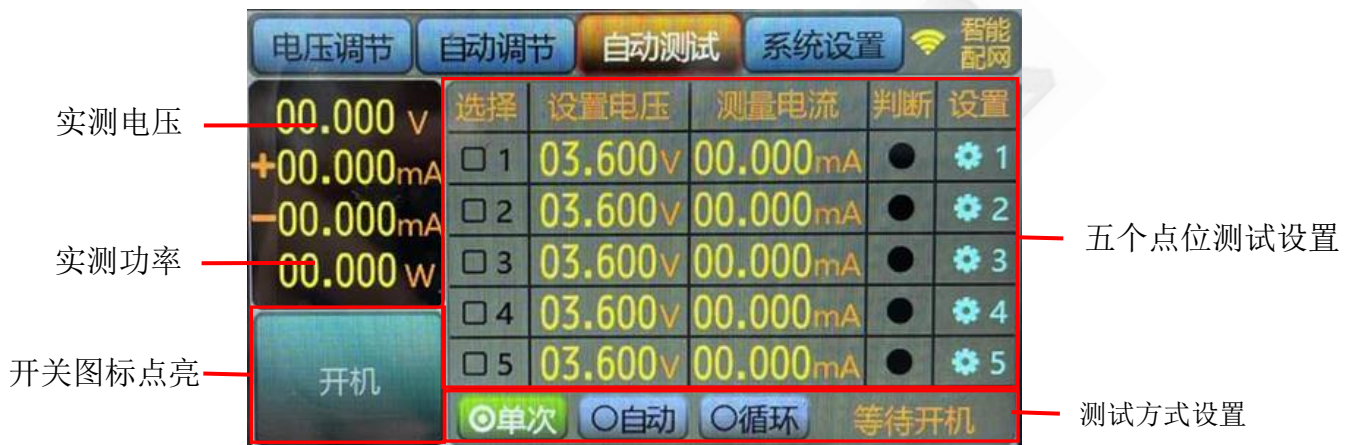 电压调节 自动调节 自动测试 系统设置 智能
配网
实测电压
00.000 V
+00.000mA
-00.000mA
实测功率
00.000 W
开关图标点亮
开机
选择 设置电压 测量电流 判断 设置
1 03.600V 00.000mA 1
2 03.600V 00.000mA 2
3 03.600V 00.000mA 3
4 03.600V 00.000mA 4
5 03.600V 00.000mA 5
五个点位测试设置
单次 自动 循环 等待开机
测试方式设置